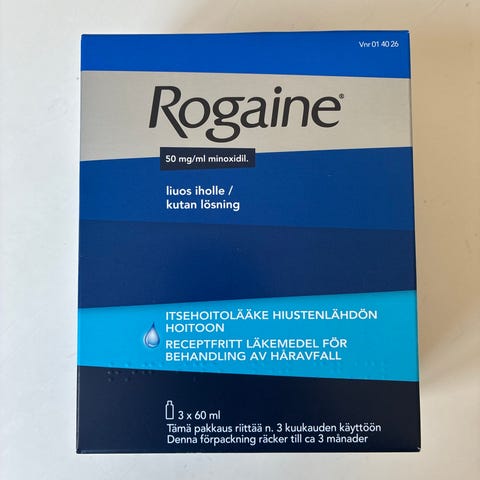 Vnr 01 40 26
Rogaine®
50 mg/ml minoxidil.
liuos iholle /
kutan lösning
ITSEHOITOLÄÄKE HIUSTENLÄHDÖN
HOITOON
RECEPTFRITT LÄKEMEDEL FÖR
BEHANDLING AV HÅRAVFALL
3 x 60 ml
Tämä pakkaus riittää n. 3 kuukauden käyttöön
Denna förpackning räcker till ca 3 månader